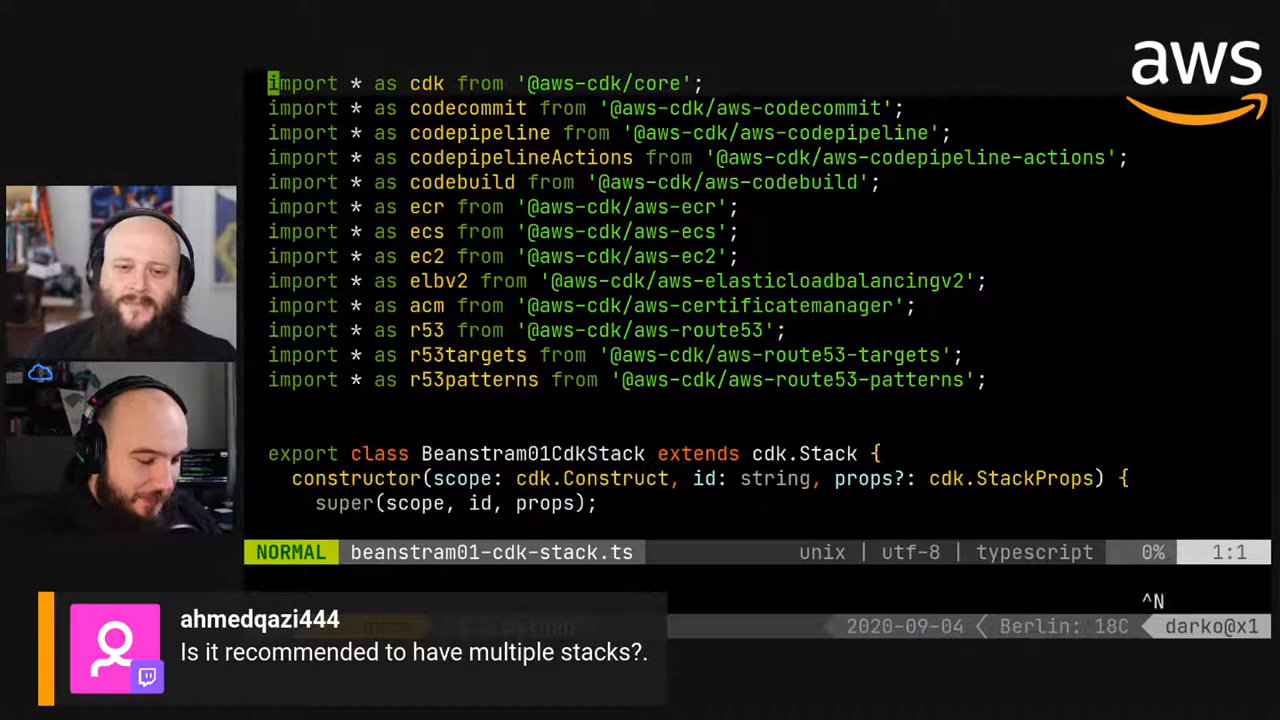 aws
import * as cdk from '@aws-cdk/core';
import * as codecommit from '@aws-cdk/aws-codecommit';
import * as codepipeline from '@aws-cdk/aws-codepipeline';
import * as codepipelineActions from '@aws-cdk/aws-codepipeline-actions';
import * as codebuild from '@aws-cdk/aws-codebuild';
import * as ecr from '@aws-cdk/aws-ecr';
import * as ecs from '@aws-cdk/aws-ecs';
import * as ec2 from '@aws-cdk/aws-ec2';
import * as elbv2 from '@aws-cdk/aws-elasticloadbalancingv2';
import * as acm from '@aws-cdk/aws-certificatemanager';
import * as r53 from '@aws-cdk/aws-route53';
import * as r53targets from '@aws-cdk/aws-route53-targets';
import * as r53patterns from '@aws-cdk/aws-route53-patterns';
export class Beanstram01CdkStack extends cdk.Stack {
constructor(scope: cdk.Construct, id: string, props?: cdk.StackProps) {
super(scope, id, props);
NORMAL beanstram01-cdk-stack.ts unix | utf-8 | typescript 0% 1:1
^N
2020-09-04 Berlin: 18C darko@x1
ahmedqazi444
Is it recommended to have multiple stacks?.